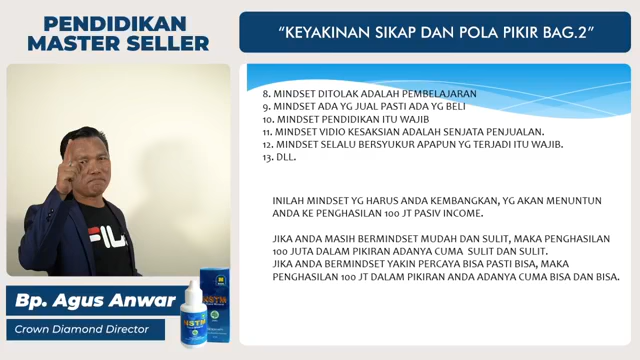 PENDIDIKAN
MASTER SELLER
“KEYAKINAN SIKAP DAN POLA PIKIR BAG.2”
8. MINDSET DITOLAK ADALAH PEMBELAJARAN
9. MINDSET ADA YG JUAL PASTI ADA YG BELI
10. MINDSET PENDIDIKAN ITU WAJIB
11. MINDSET VIDIO KESAKSIAN ADALAH SENJATA PENJUALAN.
12. MINDSET SELALU BERSYUKUR APAPUN YG TERJADI ITU WAJIB.
13. DLL.
INILAH MINDSET YG HARUS ANDA KEMBANGKAN, YG AKAN MENUNTUN
ANDA KE PENGHASILAN 100 JT PASIV INCOME.
JIKA ANDA MASIH BERMINDSET MUDAH DAN SULIT, MAKA PENGHASILAN
100 JUTA DALAM PIKIRAN ADANYA CUMA SULIT DAN SULIT.
JIKA ANDA BERMINDSET YAKIN PERCAYA BISA PASTI BISA, MAKA
PENGHASILAN 100 JT DALAM PIKIRAN ANDA ADANYA CUMA BISA DAN BISA.
FILA
Bp. Agus Anwar
Crown Diamond Director
HSTM